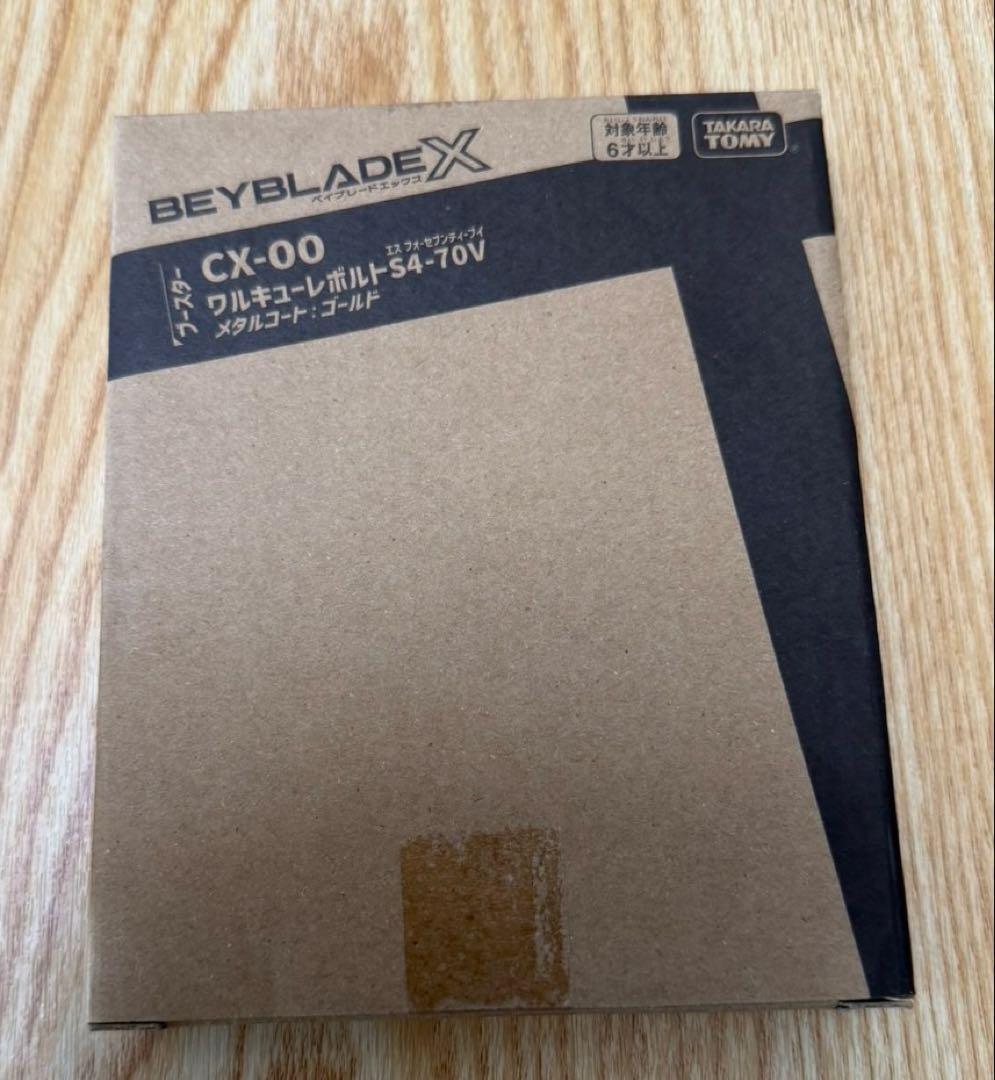 BEYBLADE X
ベイブレードエックス
対象年齢
6才以上
TAKARA
TOMY
ブースター
CX-00
エス フォーセブンティーブイ
ワルキューレボルトS4-70V
メタルコート：ゴールド